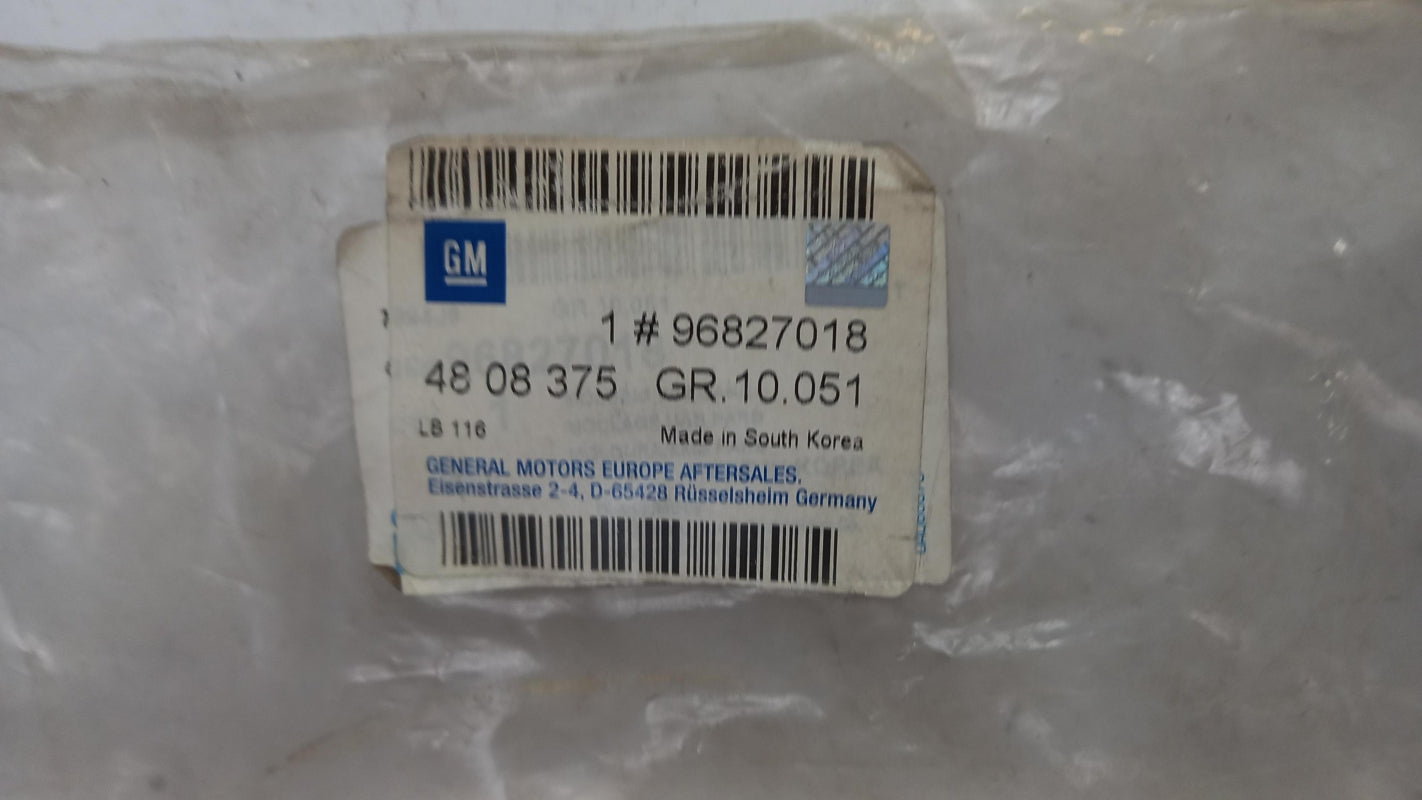 GM
1 # 96827018
48 08 375 GR. 10.051
LB 116 Made in South Korea
GENERAL MOTORS EUROPE AFTERSALES,
Eisenstrasse 2-4, D-65428 Rüsselsheim Germany